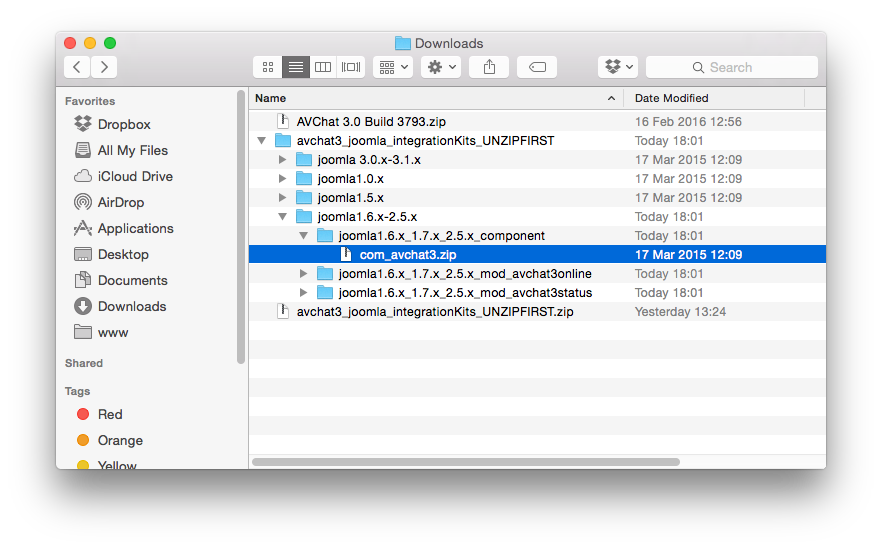 Downloads
Search
Favorites
Dropbox
All My Files
iCloud Drive
AirDrop
Applications
Desktop
Documents
Downloads
www
Shared
Tags
Red
Orange
Yellow
Name Date Modified
AVChat 3.0 Build 3793.zip 16 Feb 2016 12:56
avchat3_joomla_integrationKits_UNZIPFIRST Today 18:01
joomla 3.0.x-3.1.x 17 Mar 2015 12:09
joomla1.0.x 17 Mar 2015 12:09
joomla1.5.x 17 Mar 2015 12:09
joomla1.6.x-2.5.x Today 18:01
joomla1.6.x_1.7.x_2.5.x_component Today 18:01
com_avchat3.zip 17 Mar 2015 12:09
joomla1.6.x_1.7.x_2.5.x_mod_avchat3online Today 18:01
joomla1.6.x_1.7.x_2.5.x_mod_avchat3status Today 18:01
avchat3_joomla_integrationKits_UNZIPFIRST.zip Yesterday 13:24